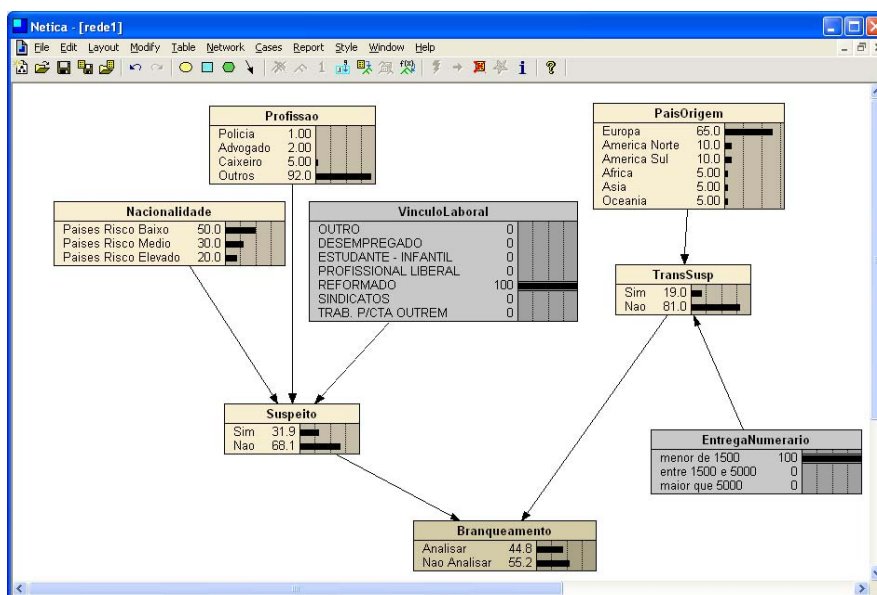 Netica - [rede1]
File Edit Layout Modify Table Network Cases Report Style Window Help
Profissao
Policia 1.00
Advogado 2.00
Caixeiro 5.00
Outros 92.0
PaisOrigem
Europa 65.0
America Norte 10.0
America Sul 10.0
Africa 5.00
Asia 5.00
Oceania 5.00
Nacionalidade
Paises Risco Baixo 50.0
Paises Risco Medio 30.0
Paises Risco Elevado 20.0
VinculoLaboral
OUTRO 0
DESEMPREGADO 0
ESTUDANTE - INFANTIL 0
PROFISSIONAL LIBERAL 0
REFORMADO 100
SINDICATOS 0
TRAB. P/CTA OUTREM 0
TransSusp
Sim 19.0
Nao 81.0
Suspeito
Sim 31.9
Nao 68.1
EntregaNumerario
menor de 1500 100
entre 1500 e 5000 0
maior que 5000 0
Branqueamento
Analisar 44.8
Nao Analisar 55.2